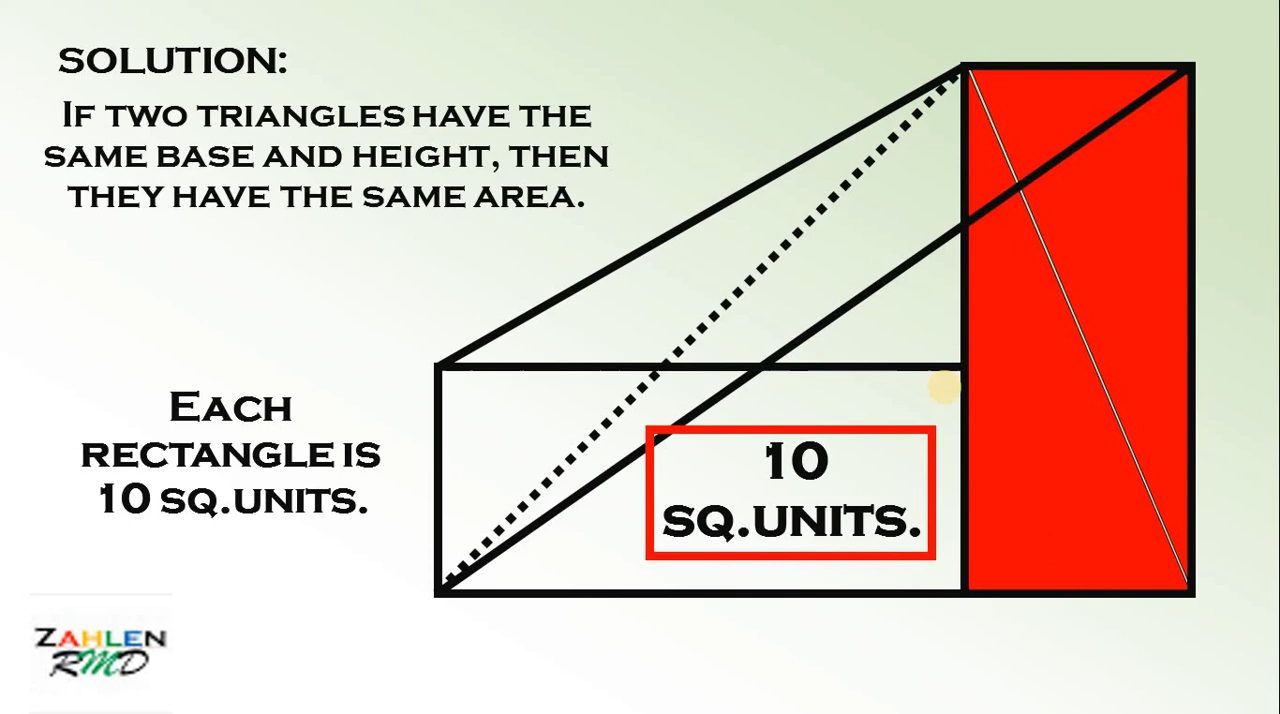 SOLUTION:
IF TWO TRIANGLES HAVE THE
SAME BASE AND HEIGHT, THEN
THEY HAVE THE SAME AREA.
EACH
RECTANGLE IS
10 SQ.UNITS.
10
SQ.UNITS.
ZAHLEN
RMD